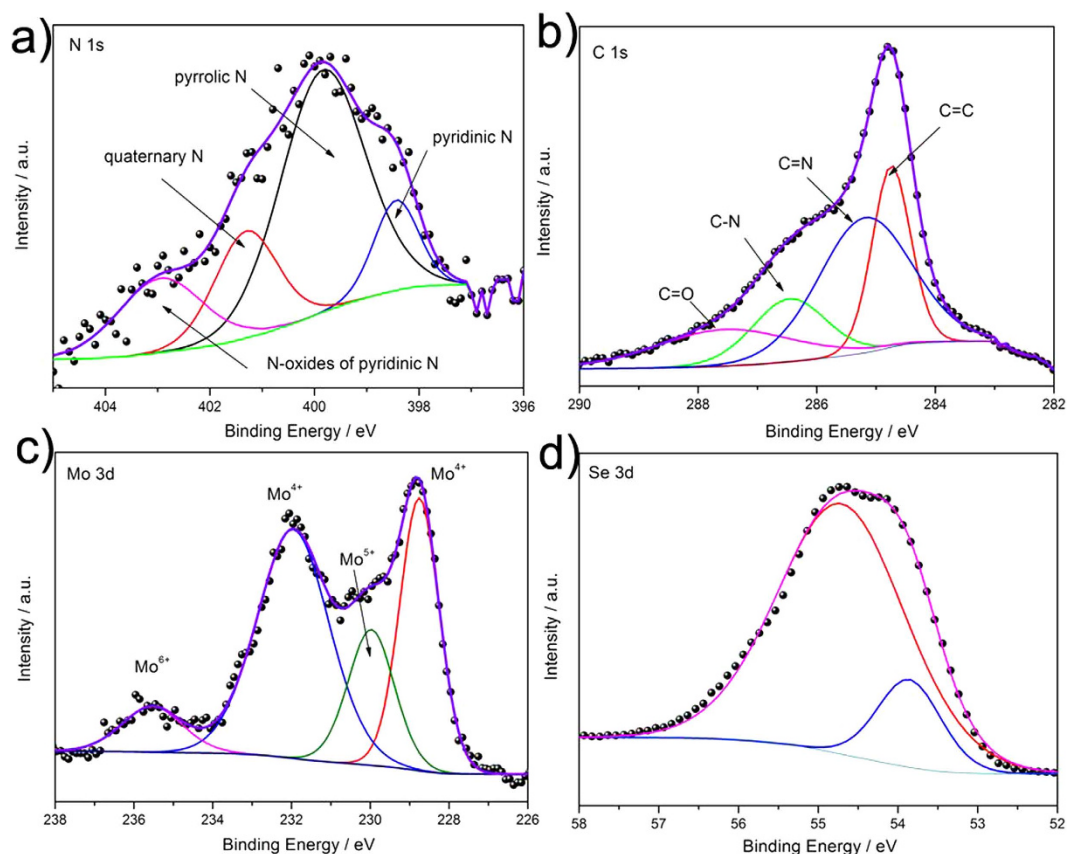 a)
N 1s
pyrrolic N
pyridinic N
quaternary N
N-oxides of pyridinic N
Intensity / a.u.
404 402 400 398 396
Binding Energy / eV
b)
C 1s
C=C
C=N
C-N
C=O
Intensity / a.u.
290 288 286 284 282
Binding Energy / eV
c)
Mo 3d
Mo⁴⁺
Mo⁴⁺
Mo⁵⁺
Mo⁶⁺
Intensity / a.u.
238 236 234 232 230 228 226
Binding Energy / eV
d)
Se 3d
Intensity / a.u.
58 57 56 55 54 53 52
Binding Energy / eV